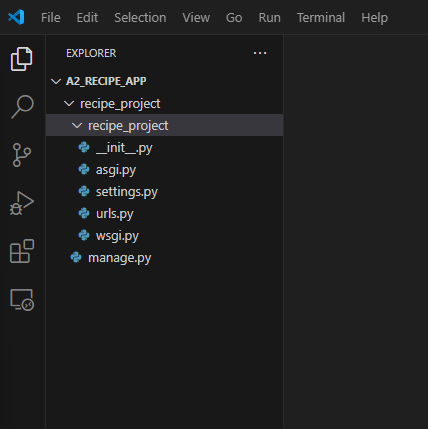 File Edit Selection View Go Run Terminal Help
EXPLORER ...
A2_RECIPE_APP
recipe_project
recipe_project
__init__.py
asgi.py
settings.py
urls.py
wsgi.py
manage.py